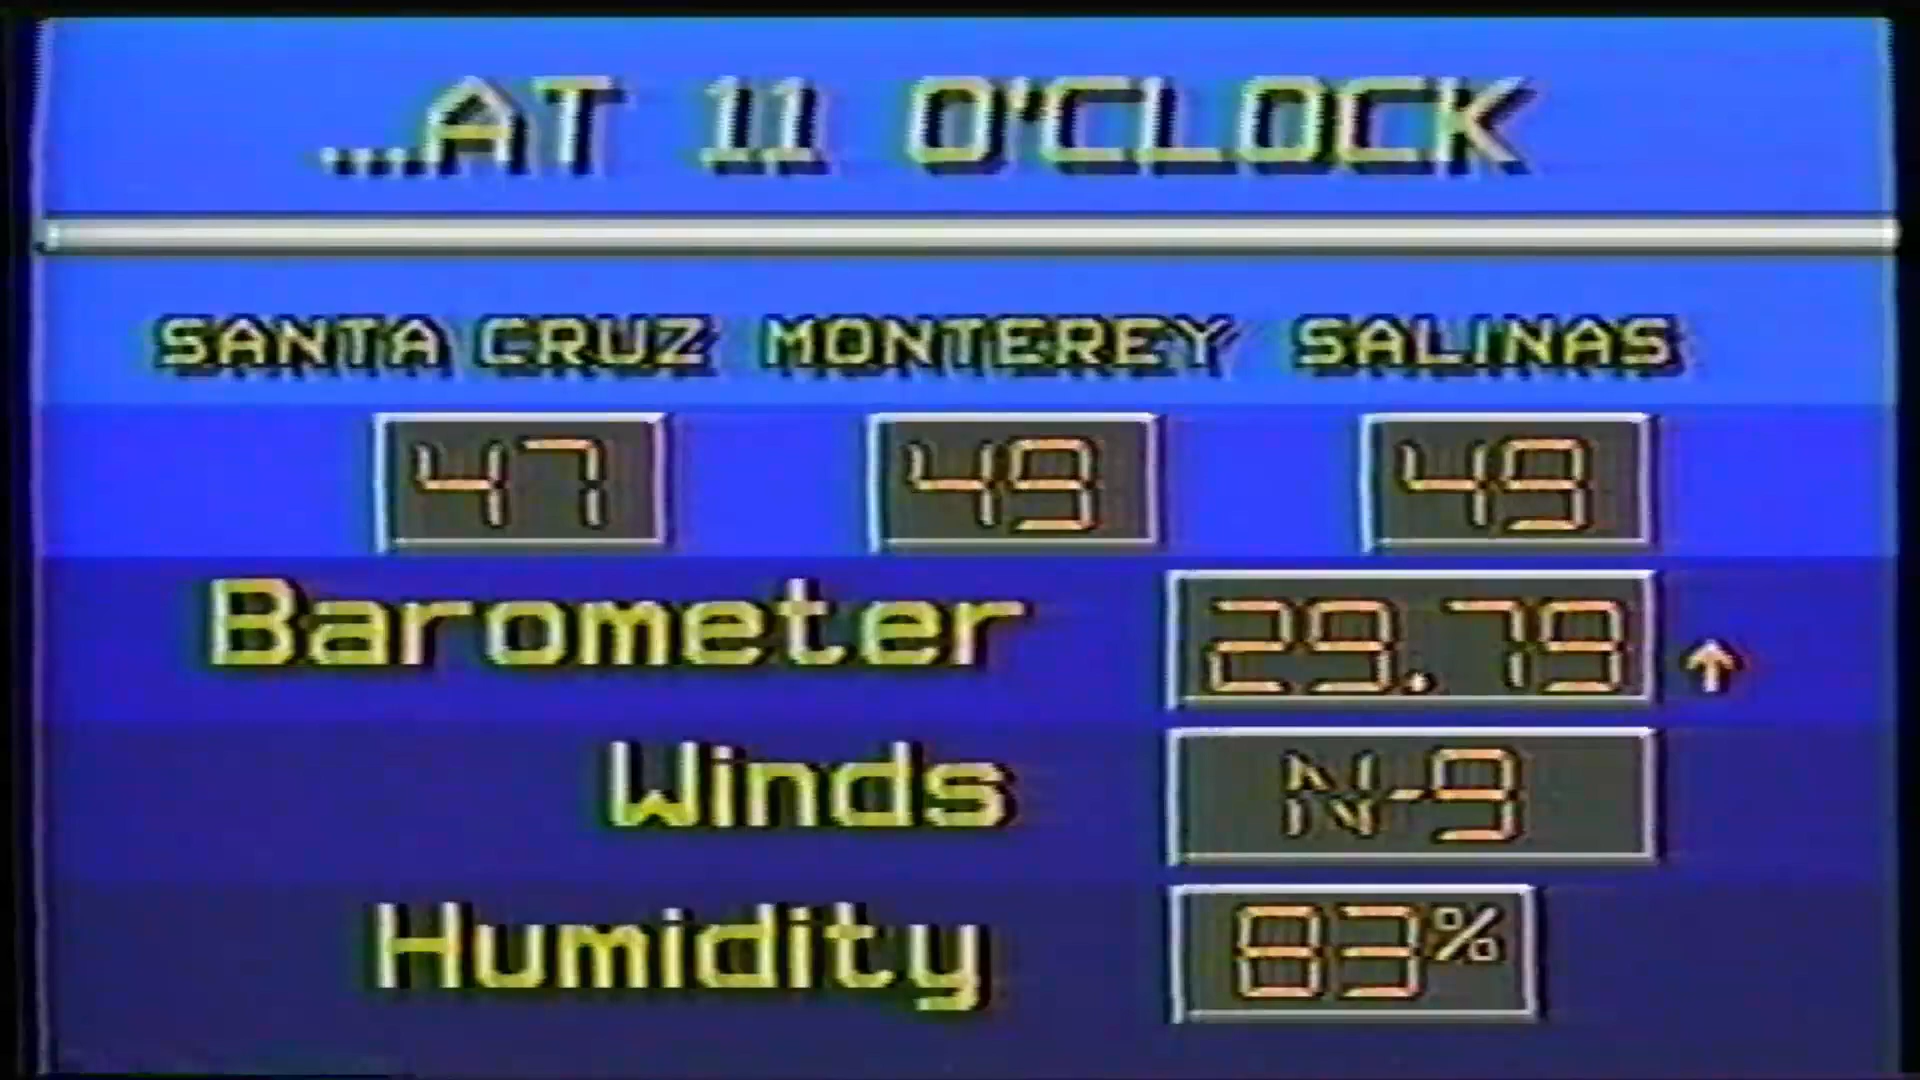 ...AT 11 O'CLOCK
SANTA CRUZ MONTEREY SALINAS
47 49 49
Barometer 29.79 ↑
Winds N-9
Humidity 83%